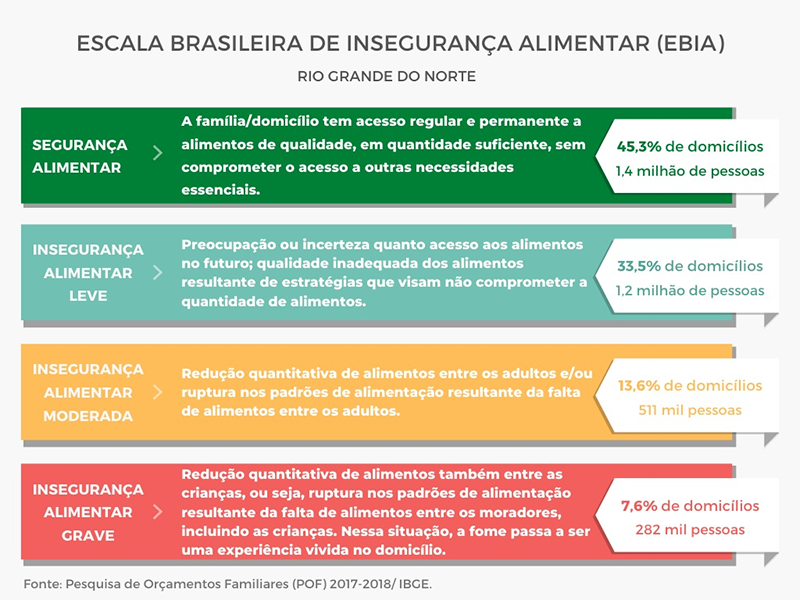 ESCALA BRASILEIRA DE INSEGURANÇA ALIMENTAR (EBIA)
RIO GRANDE DO NORTE
SEGURANÇA
ALIMENTAR
A família/domicílio tem acesso regular e permanente a
alimentos de qualidade, em quantidade suficiente, sem
comprometer o acesso a outras necessidades
essenciais.
45,3% de domicílios
1,4 milhão de pessoas
INSEGURANÇA
ALIMENTAR
LEVE
Preocupação ou incerteza quanto acesso aos alimentos
no futuro; qualidade inadequada dos alimentos
resultante de estratégias que visam não comprometer a
quantidade de alimentos.
33,5% de domicílios
1,2 milhão de pessoas
INSEGURANÇA
ALIMENTAR
MODERADA
Redução quantitativa de alimentos entre os adultos e/ou
ruptura nos padrões de alimentação resultante da falta
de alimentos entre os adultos.
13,6% de domicílios
511 mil pessoas
INSEGURANÇA
ALIMENTAR
GRAVE
Redução quantitativa de alimentos também entre as
crianças, ou seja, ruptura nos padrões de alimentação
resultante da falta de alimentos entre os moradores,
incluindo as crianças. Nessa situação, a fome passa a ser
uma experiência vivida no domicílio.
7,6% de domicílios
282 mil pessoas
Fonte: Pesquisa de Orçamentos Familiares (POF) 2017-2018/ IBGE.